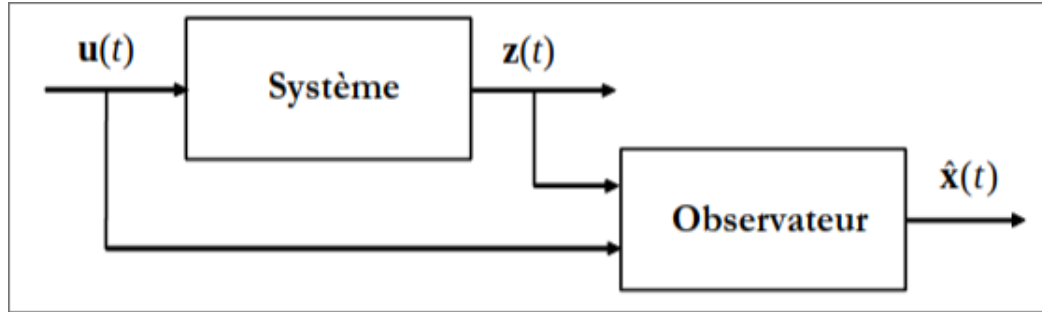 u(t)
Système
z(t)
Observateur
x̂(t)